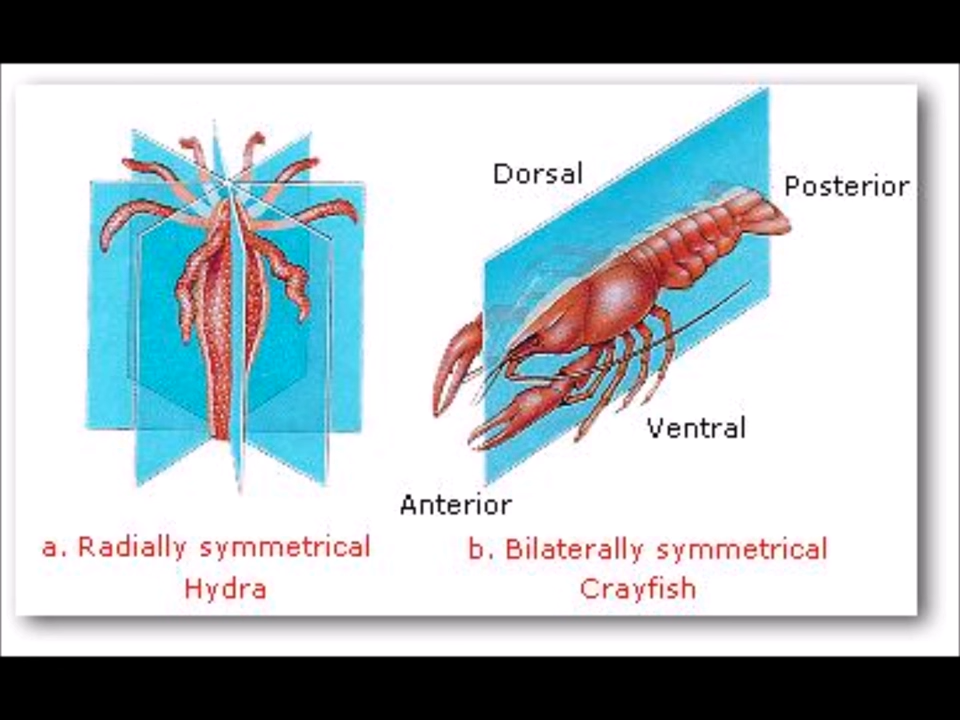 Dorsal
Posterior
Ventral
Anterior
a. Radially symmetrical
Hydra
b. Bilaterally symmetrical
Crayfish